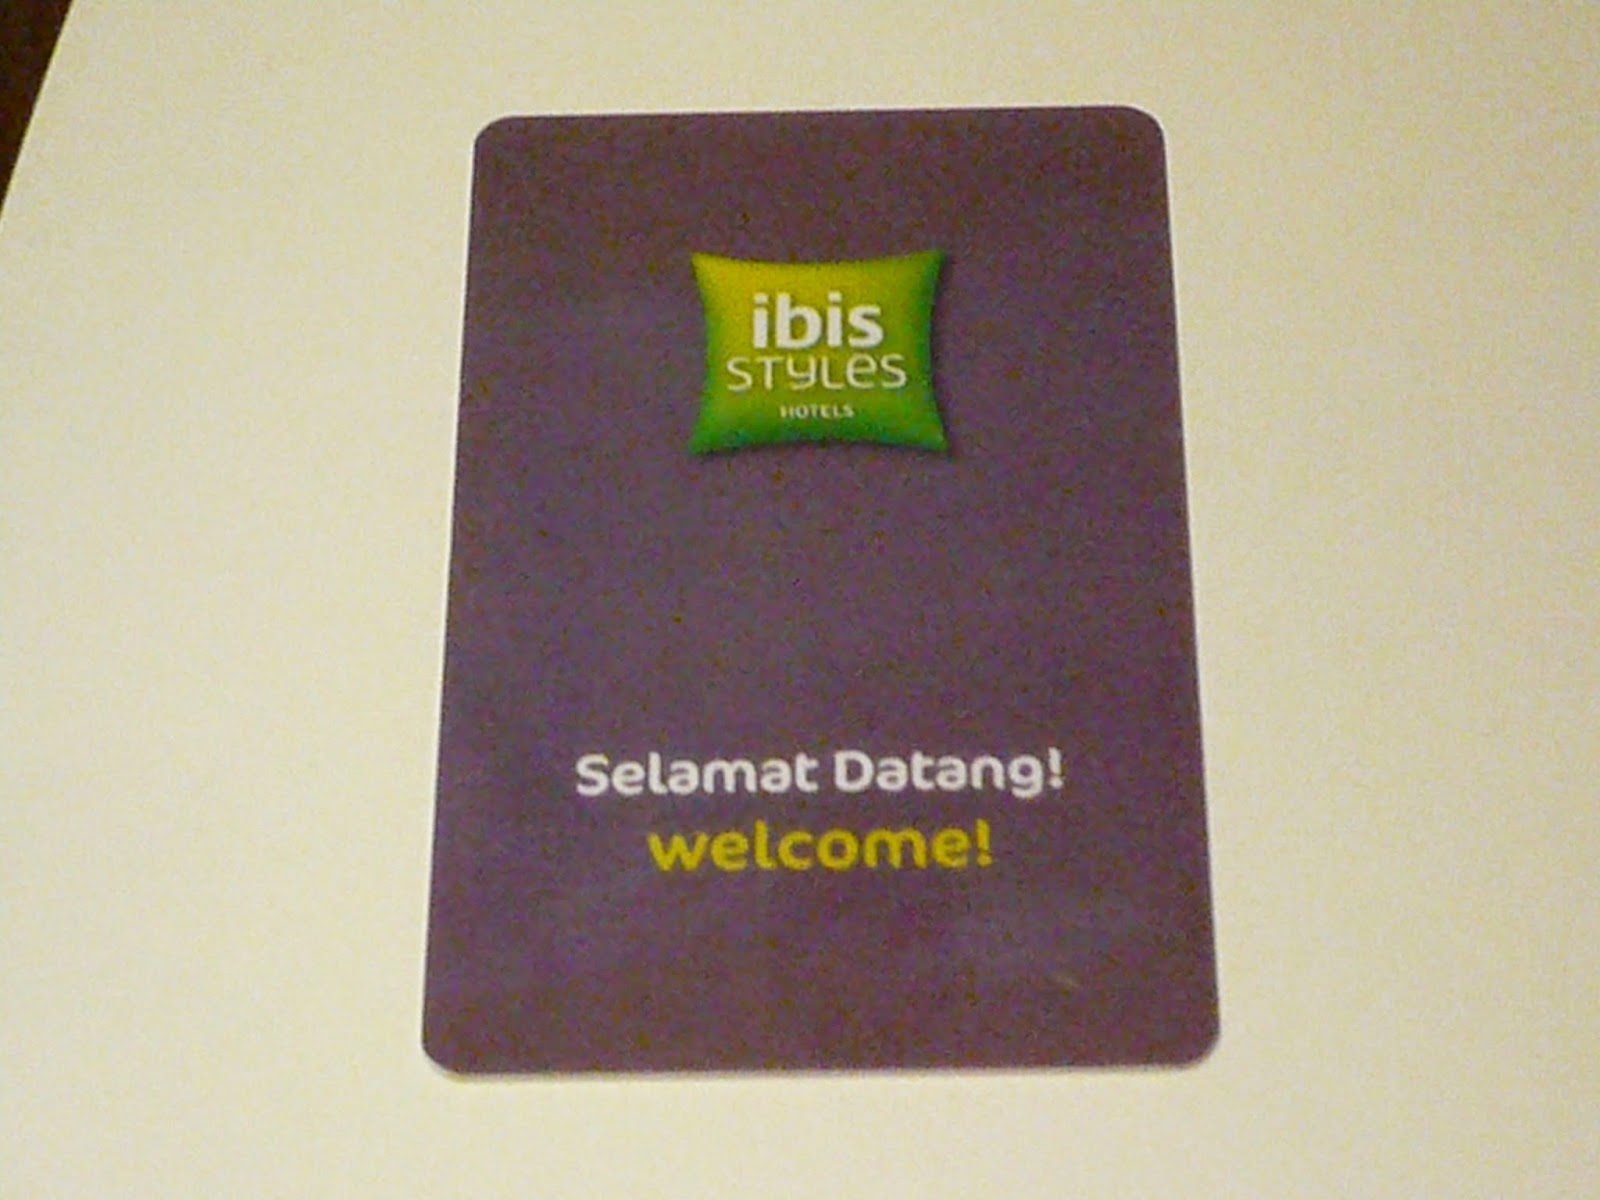 ibis
STYLes
HOTELS
Selamat Datang!
welcome!